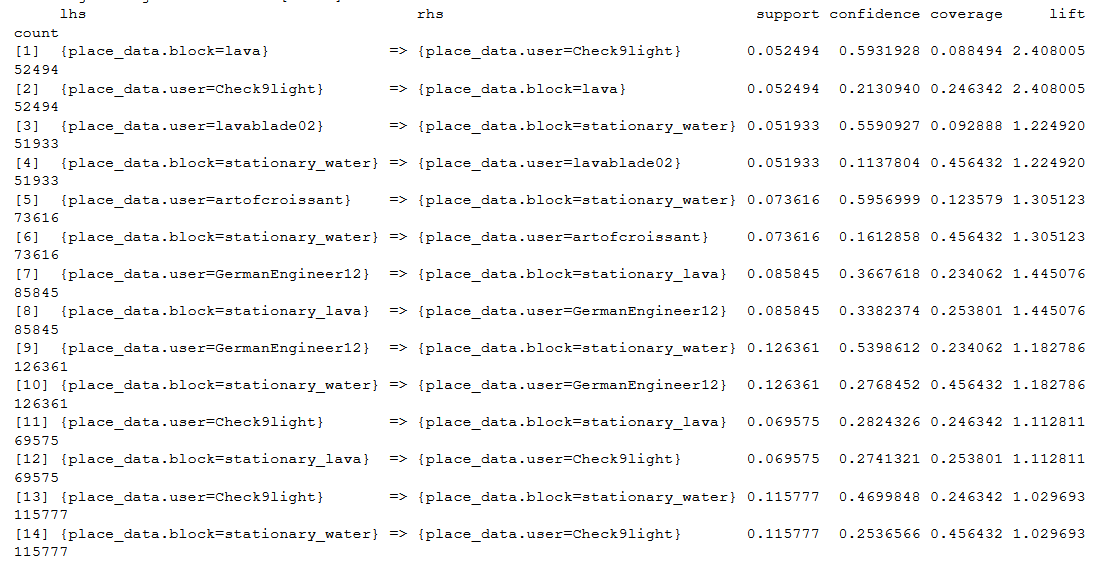 lhs rhs support confidence coverage lift
count
[1] {place_data.block=lava} => {place_data.user=Check9light} 0.052494 0.5931928 0.088494 2.408005
52494
[2] {place_data.user=Check9light} => {place_data.block=lava} 0.052494 0.2130940 0.246342 2.408005
52494
[3] {place_data.user=lavablade02} => {place_data.block=stationary_water} 0.051933 0.5590927 0.092888 1.224920
51933
[4] {place_data.block=stationary_water} => {place_data.user=lavablade02} 0.051933 0.1137804 0.456432 1.224920
51933
[5] {place_data.user=artofcroissant} => {place_data.block=stationary_water} 0.073616 0.5956999 0.123579 1.305123
73616
[6] {place_data.block=stationary_water} => {place_data.user=artofcroissant} 0.073616 0.1612858 0.456432 1.305123
73616
[7] {place_data.user=GermanEngineer12} => {place_data.block=stationary_lava} 0.085845 0.3667618 0.234062 1.445076
85845
[8] {place_data.block=stationary_lava} => {place_data.user=GermanEngineer12} 0.085845 0.3382374 0.253801 1.445076
85845
[9] {place_data.user=GermanEngineer12} => {place_data.block=stationary_water} 0.126361 0.5398612 0.234062 1.182786
126361
[10] {place_data.block=stationary_water} => {place_data.user=GermanEngineer12} 0.126361 0.2768452 0.456432 1.182786
126361
[11] {place_data.user=Check9light} => {place_data.block=stationary_lava} 0.069575 0.2824326 0.246342 1.112811
69575
[12] {place_data.block=stationary_lava} => {place_data.user=Check9light} 0.069575 0.2741321 0.253801 1.112811
69575
[13] {place_data.user=Check9light} => {place_data.block=stationary_water} 0.115777 0.4699848 0.246342 1.029693
115777
[14] {place_data.block=stationary_water} => {place_data.user=Check9light} 0.115777 0.2536566 0.456432 1.029693
115777